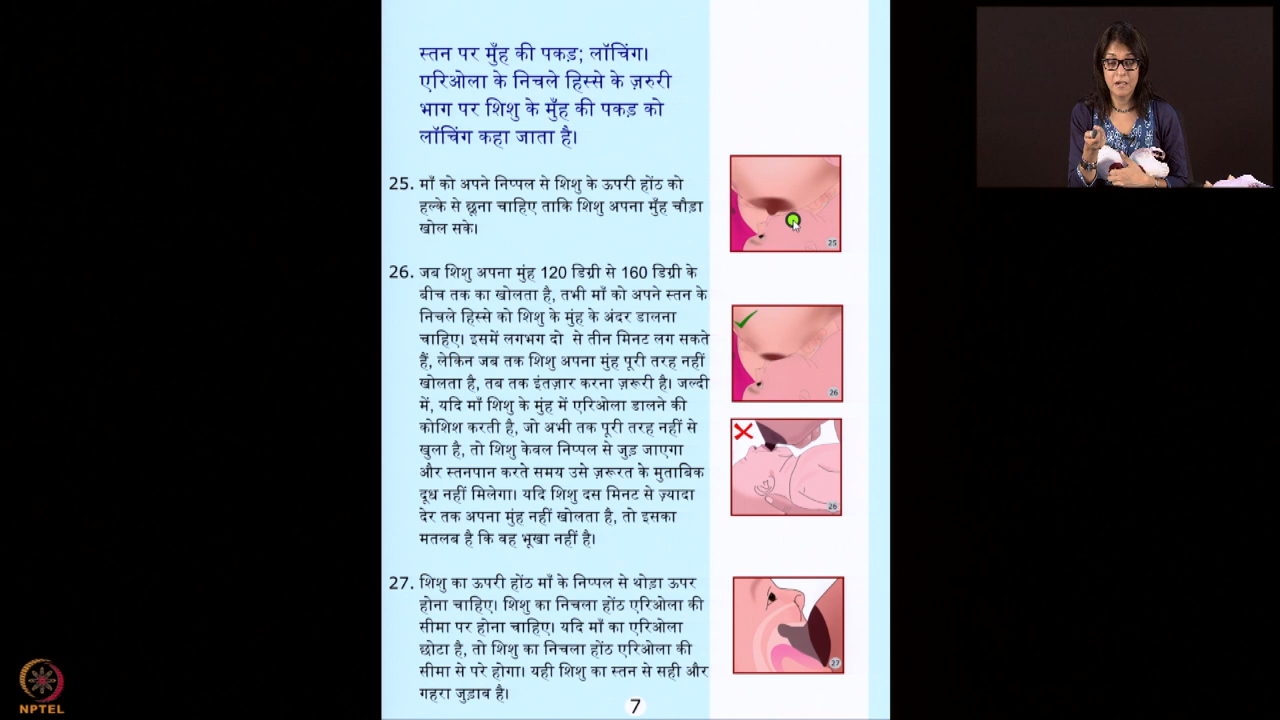 स्तन पर मुँह की पकड़; लॉचिंग।
एरिओला के निचले हिस्से के ज़रुरी
भाग पर शिशु के मुँह की पकड़ को
लॉचिंग कहा जाता है।
25. माँ को अपने निप्पल से शिशु के ऊपरी होंठ को
हल्के से छूना चाहिए ताकि शिशु अपना मुँह चौड़ा
खोल सके।
25
26. जब शिशु अपना मुंह 120 डिग्री से 160 डिग्री के
बीच तक का खोलता है, तभी माँ को अपने स्तन के
निचले हिस्से को शिशु के मुंह के अंदर डालना
चाहिए। इसमें लगभग दो से तीन मिनट लग सकते
हैं, लेकिन जब तक शिशु अपना मुंह पूरी तरह नहीं
खोलता है, तब तक इंतज़ार करना ज़रूरी है। जल्दी
में, यदि माँ शिशु के मुंह में एरिओला डालने की
कोशिश करती है, जो अभी तक पूरी तरह नहीं से
खुला है, तो शिशु केबल निप्पल से जुड़ जाएगा
और स्तनपान करते समय उसे ज़रूरत के मुताबिक
दूध नहीं मिलेगा। यदि शिशु दस मिनट से ज़्यादा
देर तक अपना मुंह नहीं खोलता है, तो इसका
मतलब है कि वह भूखा नहीं है।
26
26
27. शिशु का ऊपरी होंठ माँ के निप्पल से थोड़ा ऊपर
होना चाहिए। शिशु का निचला होंठ एरिओला की
सीमा पर होना चाहिए। यदि माँ का एरिओला
छोटा है, तो शिशु का निचला होंठ एरिओला की
सीमा से परे होगा। यही शिशु का स्तन से सही और
गहरा जुड़ाब है।
27
7
NPTEL